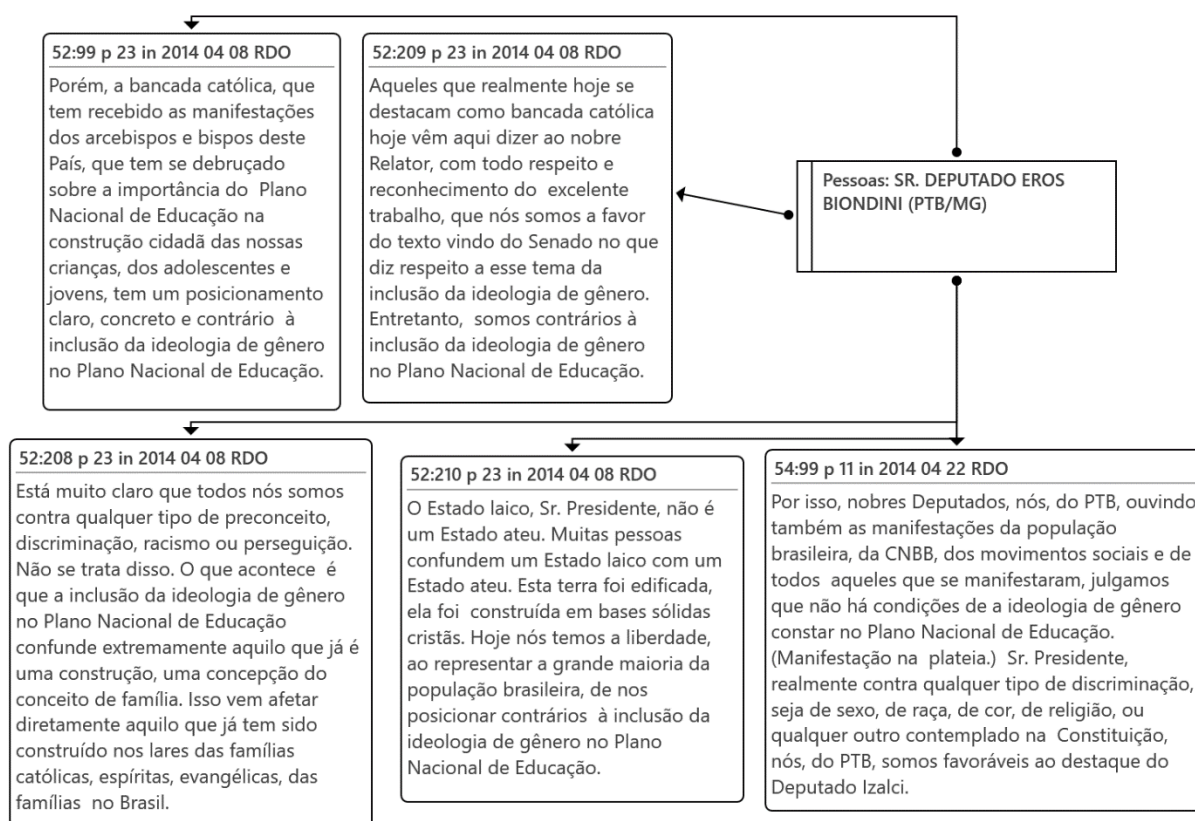 52:99 p 23 in 2014 04 08 RDO
Porém, a bancada católica, que
tem recebido as manifestações
dos arcebispos e bispos deste
País, que tem se debruçado
sobre a importância do Plano
Nacional de Educação na
construção cidadã das nossas
crianças, dos adolescentes e
jovens, tem um posicionamento
claro, concreto e contrário à
inclusão da ideologia de gênero
no Plano Nacional de Educação.
52:209 p 23 in 2014 04 08 RDO
Aqueles que realmente hoje se
destacam como bancada católica
hoje vêm aqui dizer ao nobre
Relator, com todo respeito e
reconhecimento do excelente
trabalho, que nós somos a favor
do texto vindo do Senado no que
diz respeito a esse tema da
inclusão da ideologia de gênero.
Entretanto, somos contrários à
inclusão da ideologia de gênero
no Plano Nacional de Educação.
Pessoas: SR. DEPUTADO EROS
BIONDINI (PTB/MG)
52:208 p 23 in 2014 04 08 RDO
Está muito claro que todos nós somos
contra qualquer tipo de preconceito,
discriminação, racismo ou perseguição.
Não se trata disso. O que acontece é
que a inclusão da ideologia de gênero
no Plano Nacional de Educação
confunde extremamente aquilo que já é
uma construção, uma concepção do
conceito de família. Isso vem afetar
diretamente aquilo que já tem sido
construído nos lares das famílias
católicas, espíritas, evangélicas, das
famílias no Brasil.
52:210 p 23 in 2014 04 08 RDO
O Estado laico, Sr. Presidente, não é
um Estado ateu. Muitas pessoas
confundem um Estado laico com um
Estado ateu. Esta terra foi edificada,
ela foi construída em bases sólidas
cristãs. Hoje nós temos a liberdade,
ao representar a grande maioria da
população brasileira, de nos
posicionar contrários à inclusão da
ideologia de gênero no Plano
Nacional de Educação.
54:99 p 11 in 2014 04 22 RDO
Por isso, nobres Deputados, nós, do PTB, ouvindo
também as manifestações da população
brasileira, da CNBB, dos movimentos sociais e de
todos aqueles que se manifestaram, julgamos
que não há condições de a ideologia de gênero
constar no Plano Nacional de Educação.
(Manifestação na plateia.) Sr. Presidente,
realmente contra qualquer tipo de discriminação,
seja de sexo, de raça, de cor, de religião, ou
qualquer outro contemplado na Constituição,
nós, do PTB, somos favoráveis ao destaque do
Deputado Izalci.